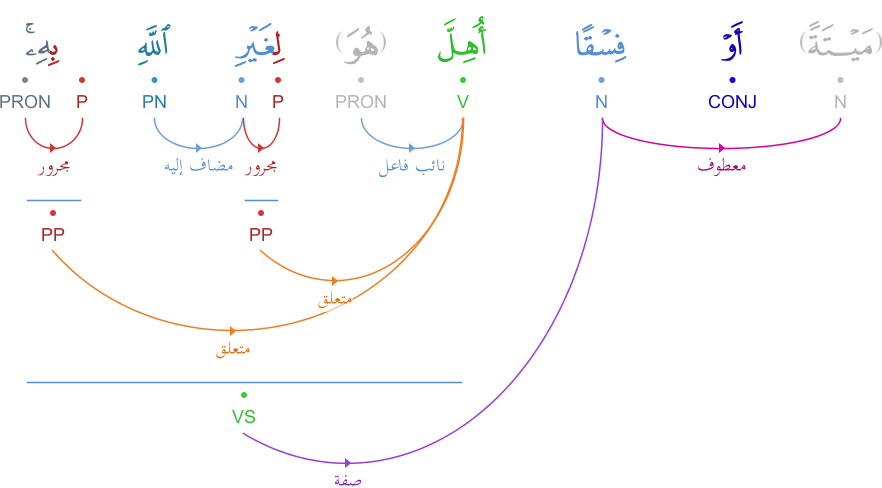 (مَيْتَةً) أَوْ فِسْقًا أُهِلَّ (هُوَ) لِغَيْرِ ٱللَّهِ بِهِۦۚ
N CONJ N V PRON P N PN P PRON
معطوف نائب فاعل مجرور مضاف إليه مجرور
PP PP
متعلق
متعلق
VS
صفة